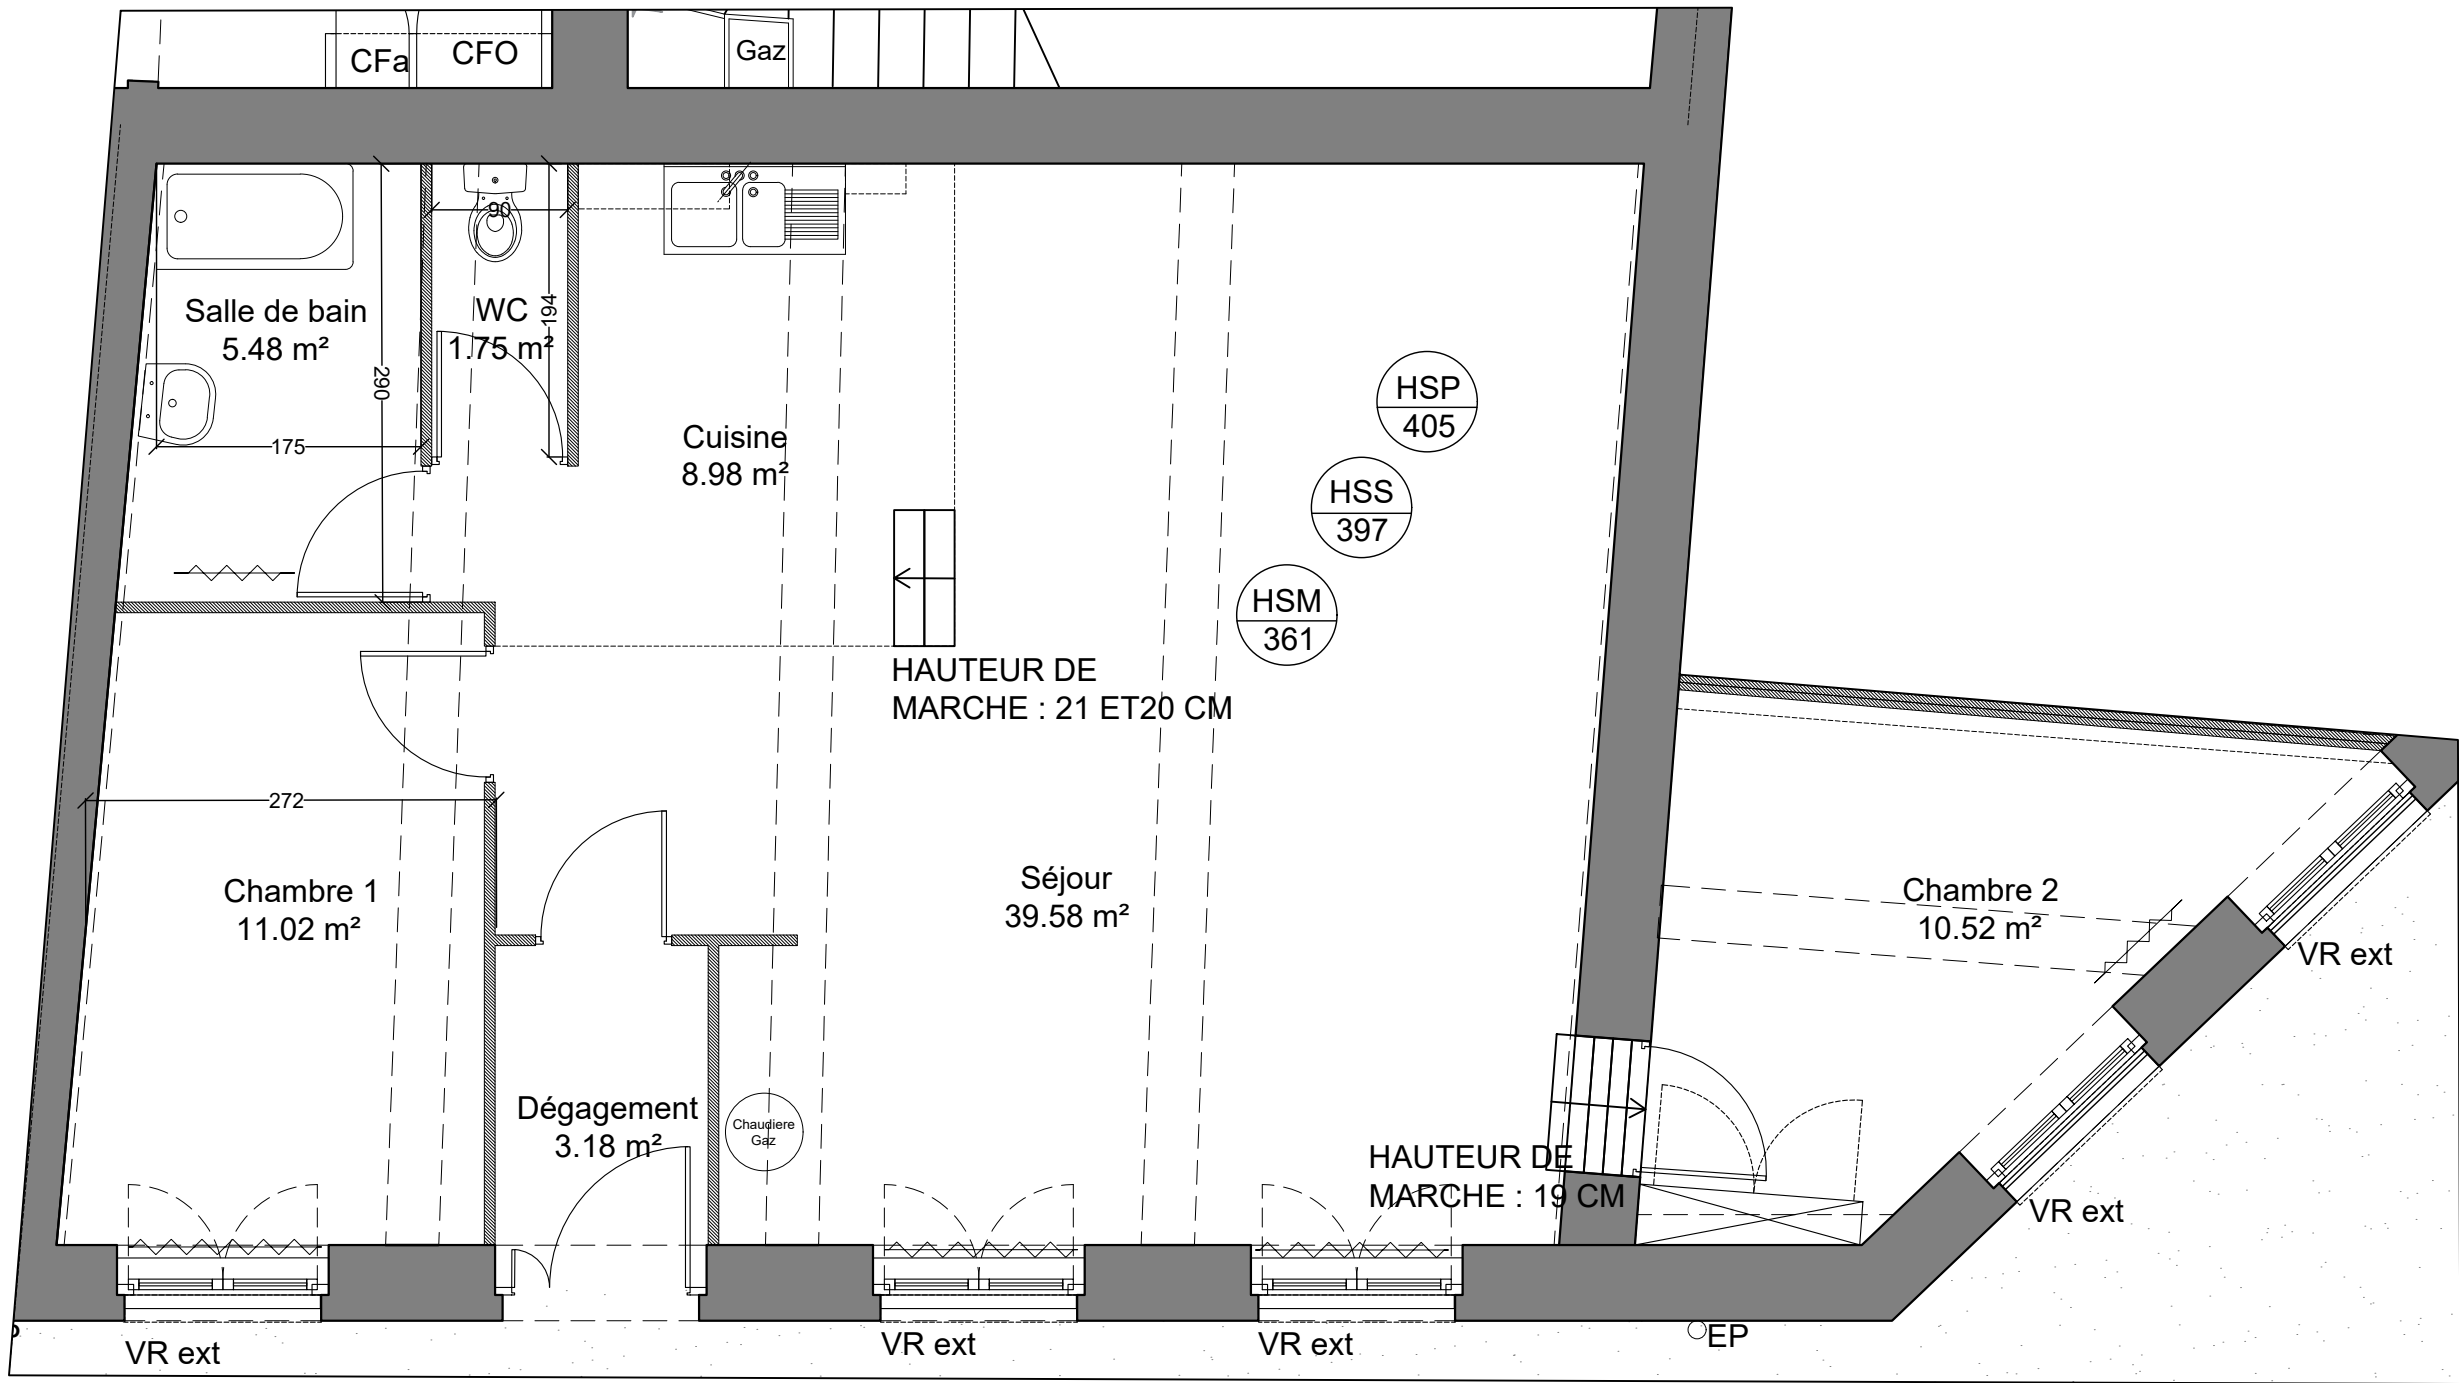 CFa
CFO
Gaz
90
Salle de bain
5.48 m²
WC
1.75 m²
194
290
175
Cuisine
8.98 m²
HSP
405
HSS
397
HSM
361
HAUTEUR DE
MARCHE : 21 ET20 CM
272
Chambre 1
11.02 m²
Séjour
39.58 m²
Chambre 2
10.52 m²
VR ext
Dégagement
3.18 m²
Chaudiere
Gaz
HAUTEUR DE
MARCHE : 19 CM
VR ext
VR ext
VR ext
VR ext
EP